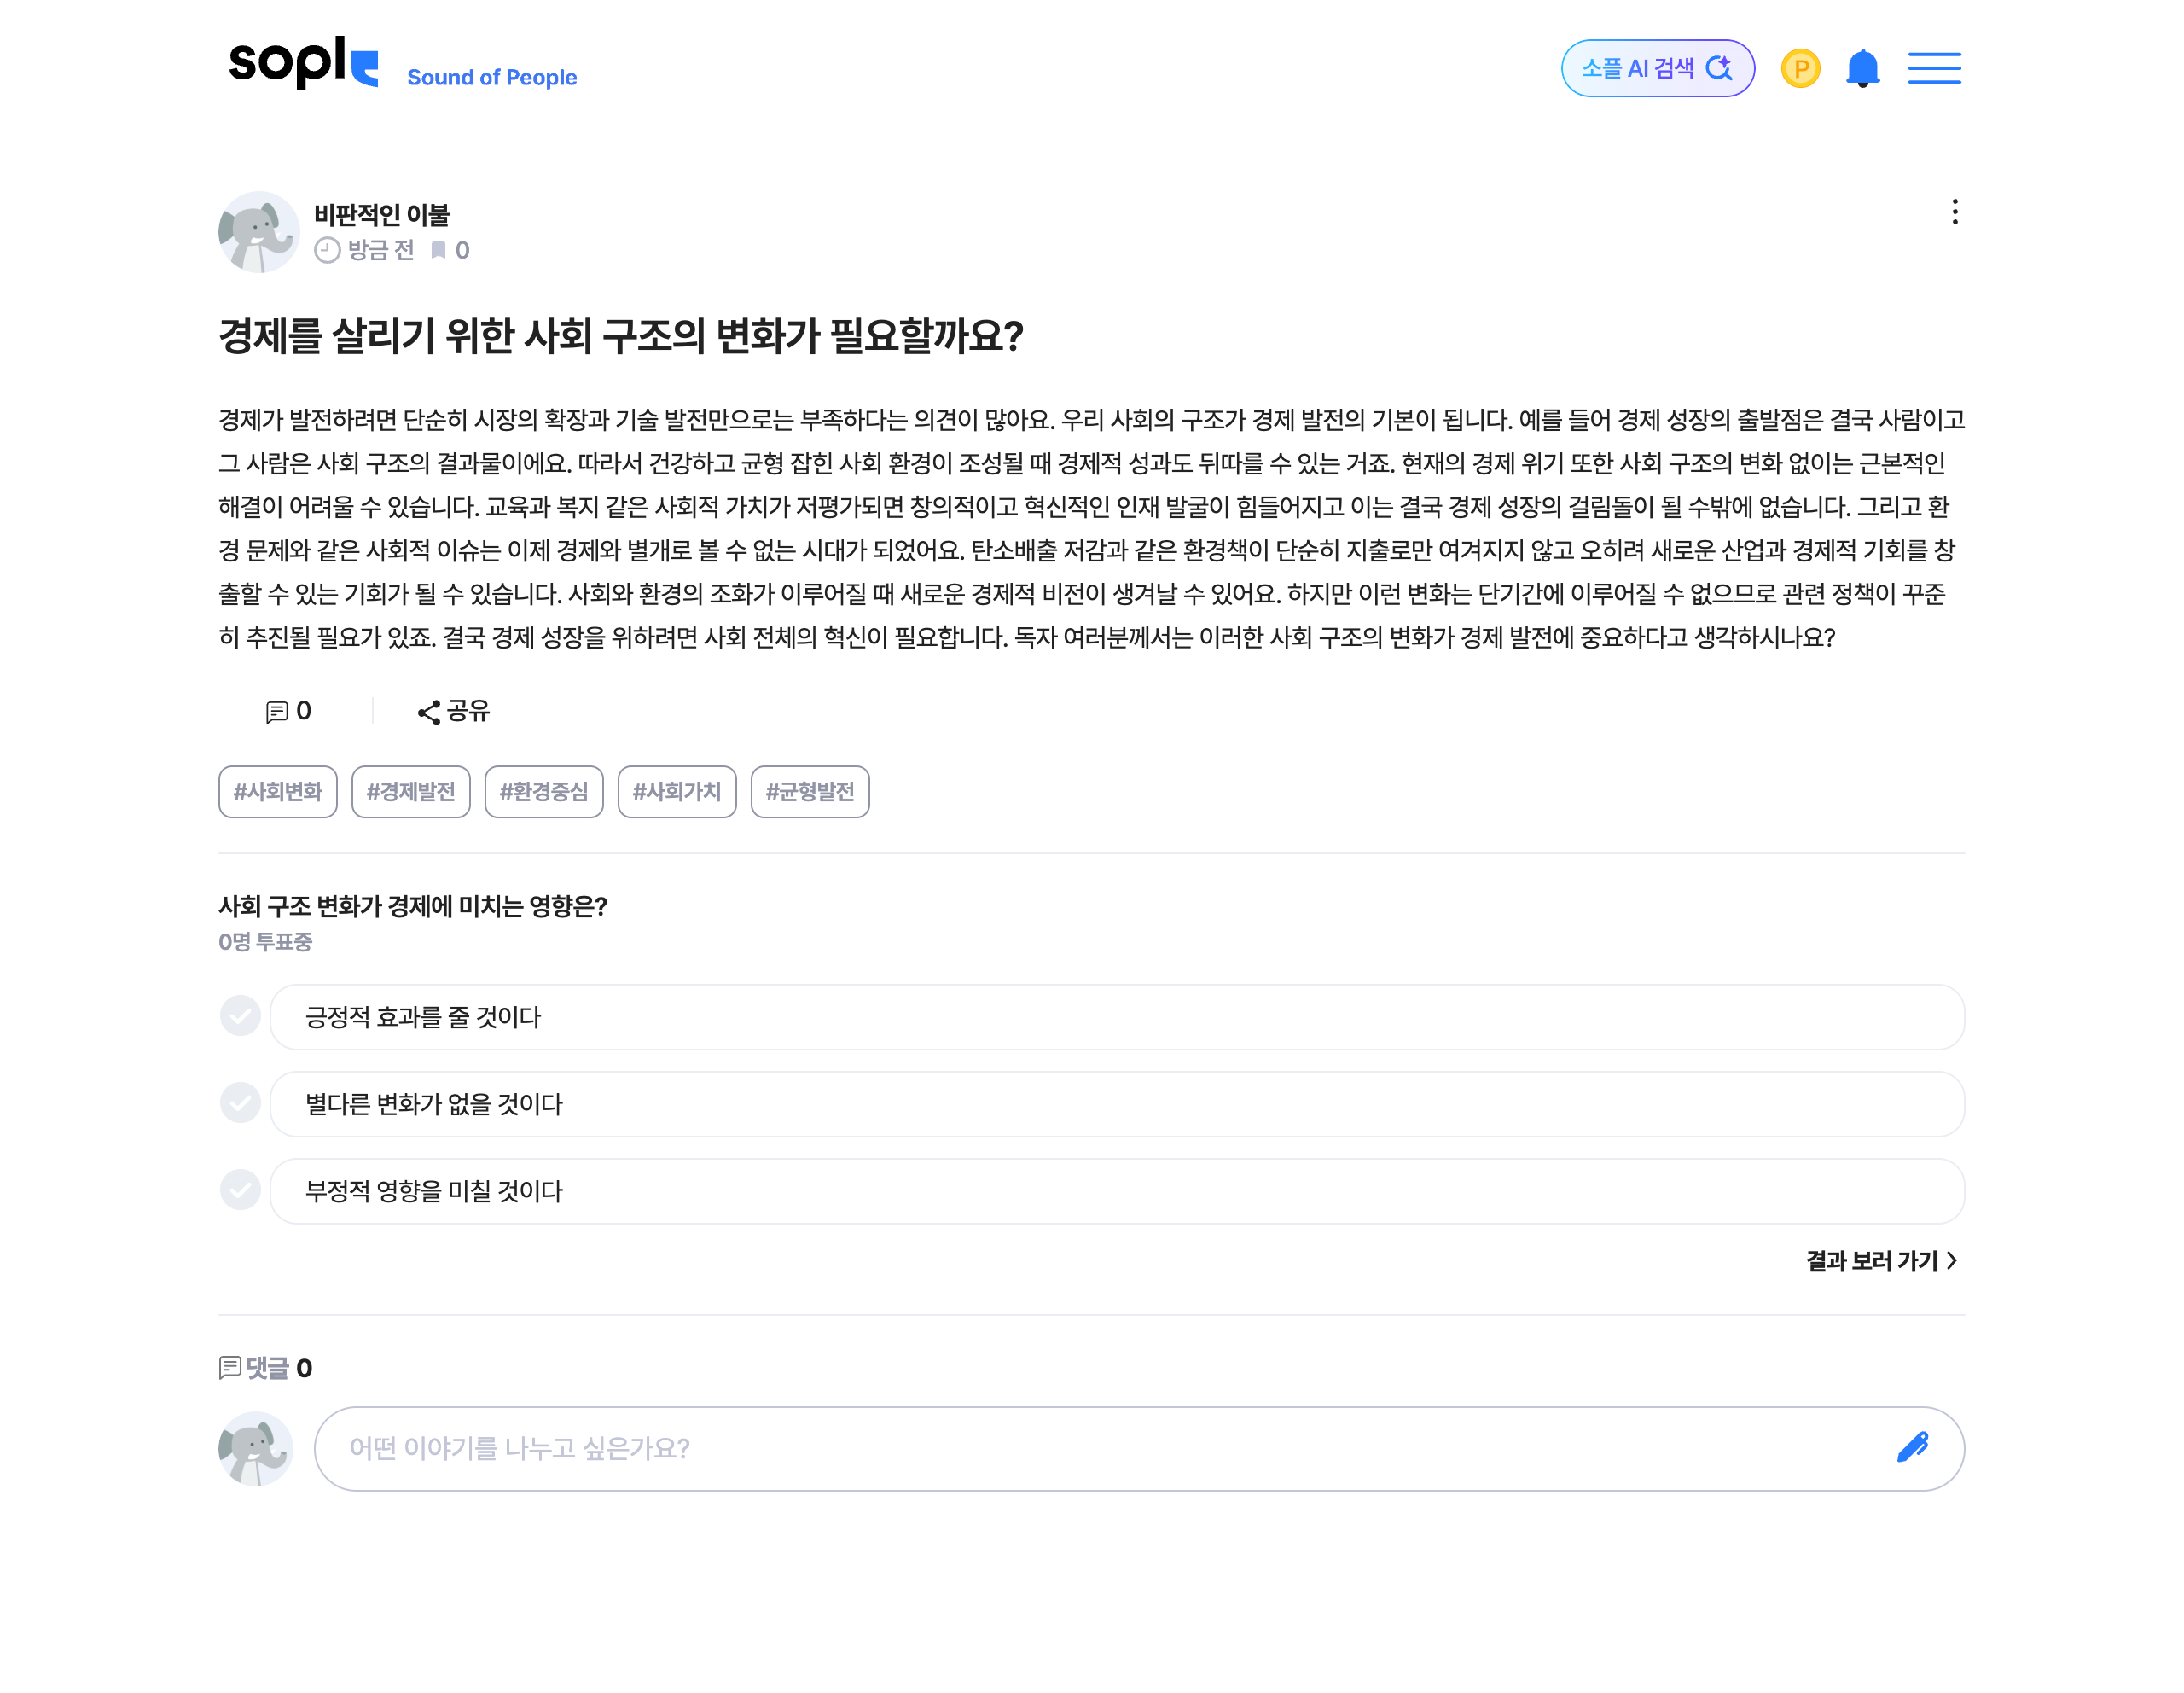 sople Sound of People
소플 AI 검색
P
비판적인 이불
방금 전 0
경제를 살리기 위한 사회 구조의 변화가 필요할까요?
경제가 발전하려면 단순히 시장의 확장과 기술 발전만으로는 부족하다는 의견이 많아요. 우리 사회의 구조가 경제 발전의 기본이 됩니다. 예를 들어 경제 성장의 출발점은 결국 사람이고
그 사람은 사회 구조의 결과물이에요. 따라서 건강하고 균형 잡힌 사회 환경이 조성될 때 경제적 성과도 뒤따를 수 있는 거죠. 현재의 경제 위기 또한 사회 구조의 변화 없이는 근본적인
해결이 어려울 수 있습니다. 교육과 복지 같은 사회적 가치가 저평가되면 창의적이고 혁신적인 인재 발굴이 힘들어지고 이는 결국 경제 성장의 걸림돌이 될 수밖에 없습니다. 그리고 환
경 문제와 같은 사회적 이슈는 이제 경제와 별개로 볼 수 없는 시대가 되었어요. 탄소배출 저감과 같은 환경책이 단순히 지출로만 여겨지지 않고 오히려 새로운 산업과 경제적 기회를 창
출할 수 있는 기회가 될 수 있습니다. 사회와 환경의 조화가 이루어질 때 새로운 경제적 비전이 생겨날 수 있어요. 하지만 이런 변화는 단기간에 이루어질 수 없으므로 관련 정책이 꾸준
히 추진될 필요가 있죠. 결국 경제 성장을 위하려면 사회 전체의 혁신이 필요합니다. 독자 여러분께서는 이러한 사회 구조의 변화가 경제 발전에 중요하다고 생각하시나요?
0 공유
#사회변화 #경제발전 #환경중심 #사회가치 #균형발전
사회 구조 변화가 경제에 미치는 영향은?
0명 투표중
긍정적 효과를 줄 것이다
별다른 변화가 없을 것이다
부정적 영향을 미칠 것이다
결과 보러 가기
댓글 0
어떤 이야기를 나누고 싶은가요?